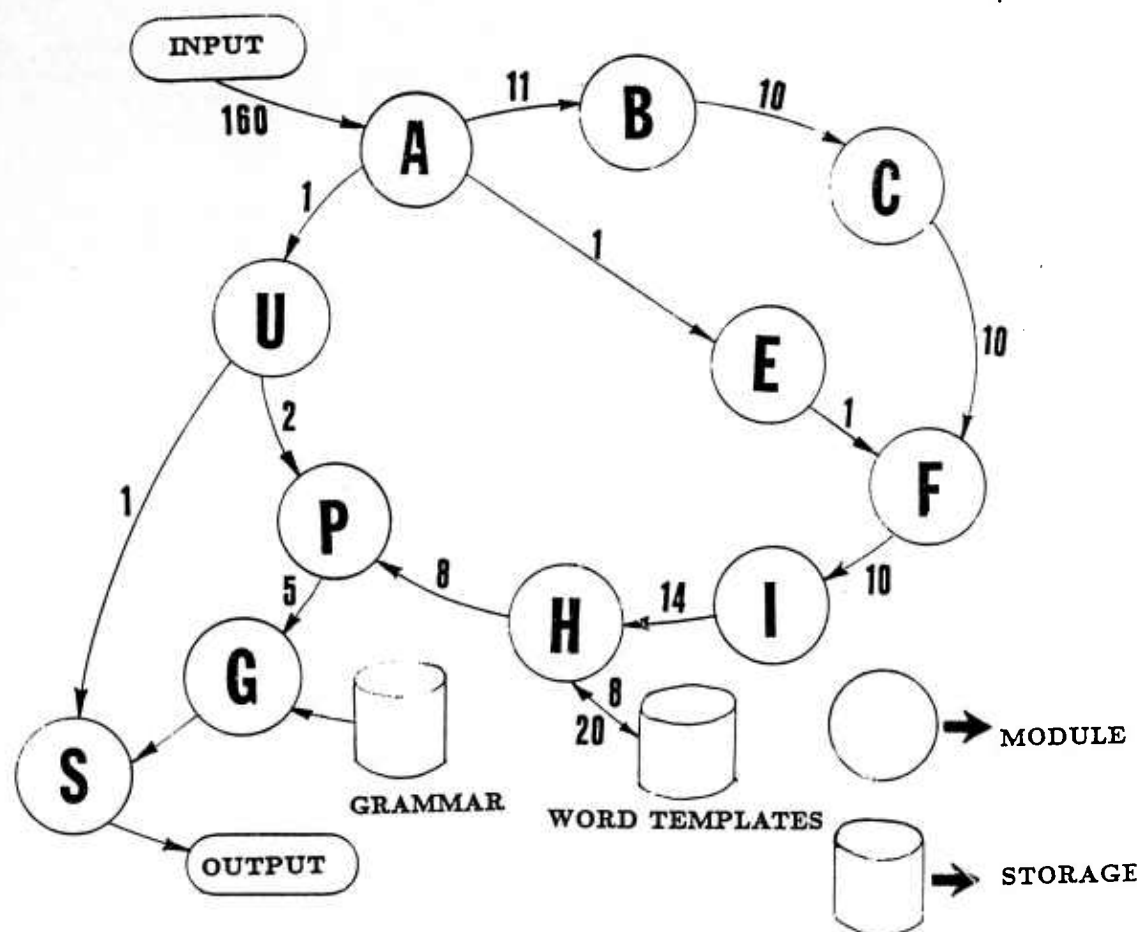 INPUT
160
A
11
B
10
C
1
1
U
E
10
1
F
2
1
P
10
I
14
H
8
5
G
8
20
S
MODULE
GRAMMAR
WORD TEMPLATES
OUTPUT
STORAGE